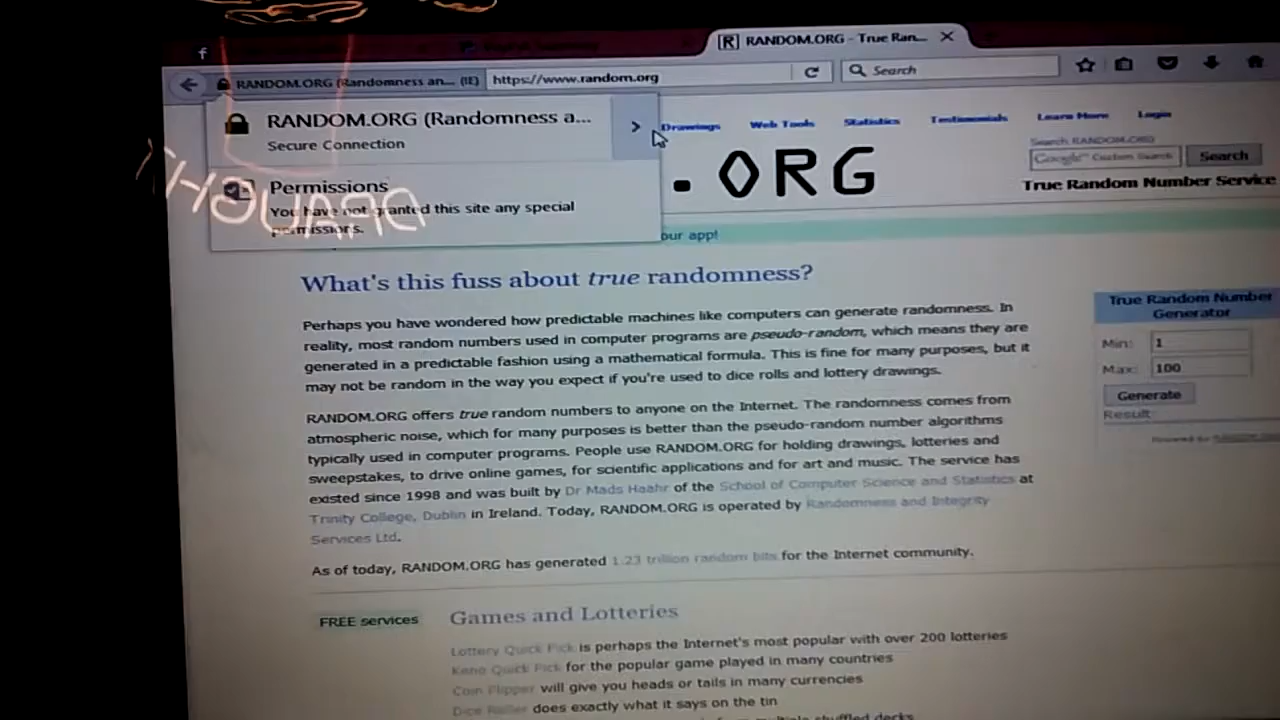 f
RANDOM.ORG - True Ran...
RANDOM.ORG (Randomness an... (IE)
https://www.random.org
Search
RANDOM.ORG (Randomness a...
Secure Connection
Permissions
You have not granted this site any special
permissions.
Drawings Web Tools Statistics Testimonials Learn More Login
Search RANDOM.ORG
Google™ Custom Search Search
.ORG
True Random Number Service
our app!
What's this fuss about true randomness?
Perhaps you have wondered how predictable machines like computers can generate randomness. In
reality, most random numbers used in computer programs are pseudo-random, which means they are
generated in a predictable fashion using a mathematical formula. This is fine for many purposes, but it
may not be random in the way you expect if you're used to dice rolls and lottery drawings.
RANDOM.ORG offers true random numbers to anyone on the Internet. The randomness comes from
atmospheric noise, which for many purposes is better than the pseudo-random number algorithms
typically used in computer programs. People use RANDOM.ORG for holding drawings, lotteries and
sweepstakes, to drive online games, for scientific applications and for art and music. The service has
existed since 1998 and was built by Dr Mads Haahr of the School of Computer Science and Statistics at
Trinity College, Dublin in Ireland. Today, RANDOM.ORG is operated by Randomness and Integrity
Services Ltd.
As of today, RANDOM.ORG has generated 1.23 trillion random bits for the Internet community.
True Random Number
Generator
Min: 1
Max: 100
Generate
Result:
Powered by RANDOM.ORG
FREE services
Games and Lotteries
Lottery Quick Pick is perhaps the Internet's most popular with over 200 lotteries
Keno Quick Pick for the popular game played in many countries
Coin Flipper will give you heads or tails in many currencies
Dice Roller does exactly what it says on the tin
shuffled decks